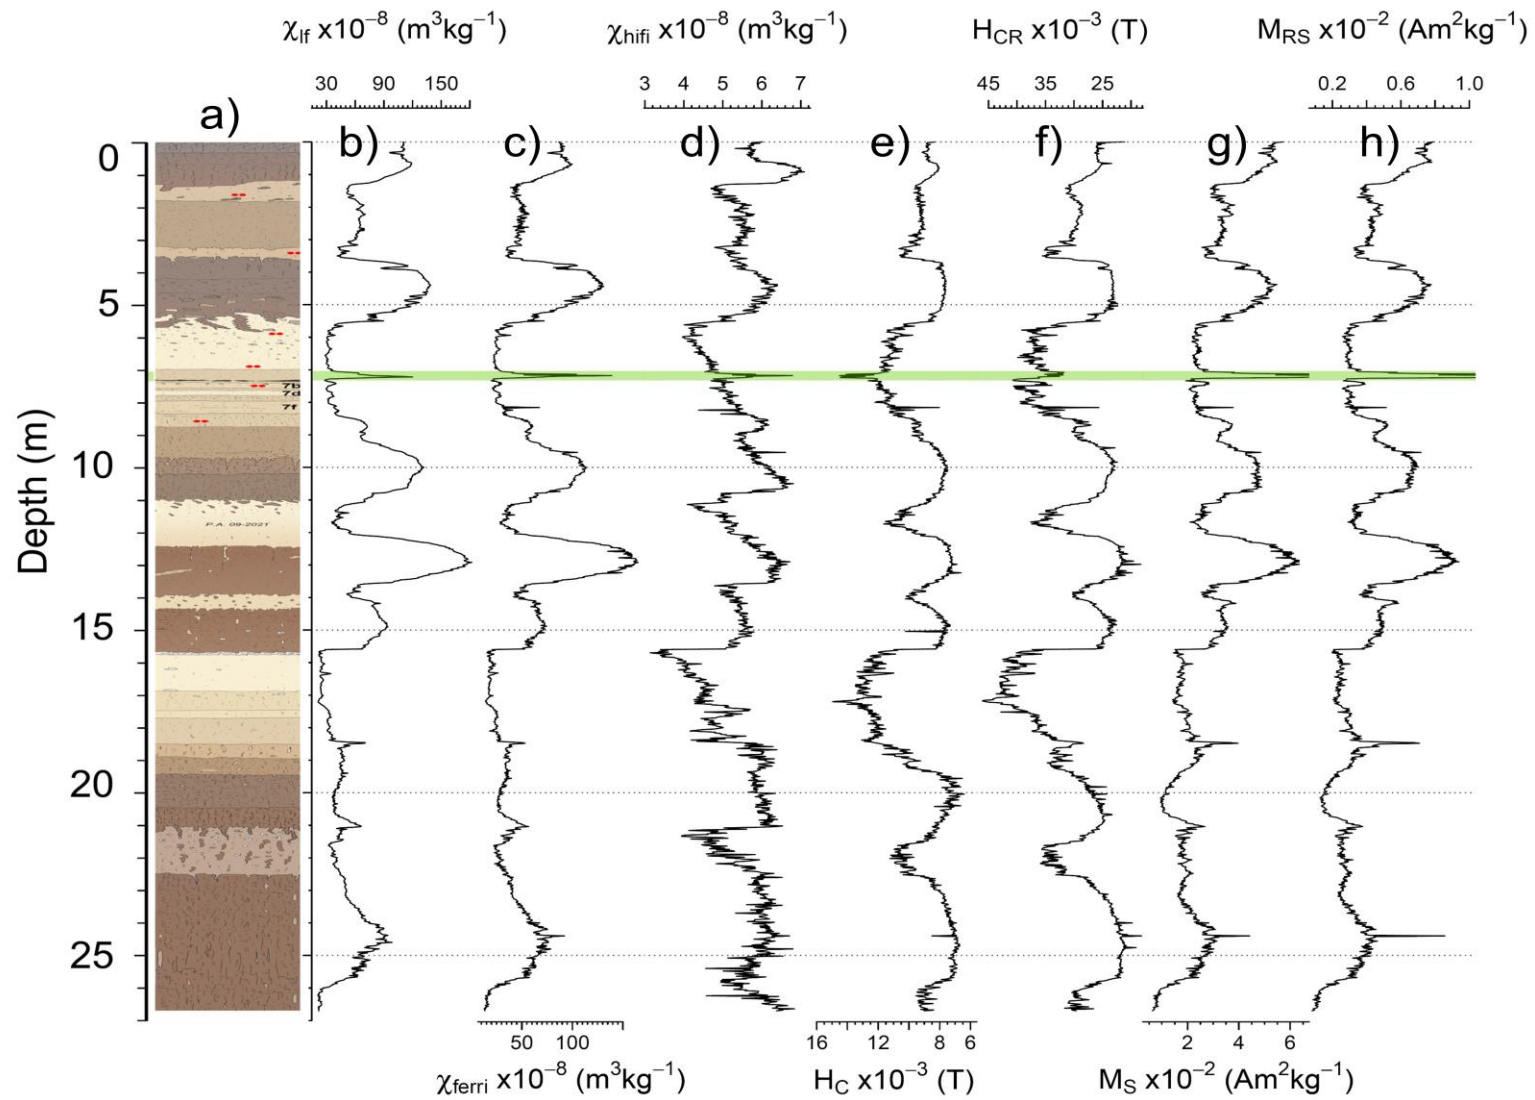 χlf x10−8 (m3kg−1) χhifi x10−8 (m3kg−1) HCR x10−3 (T) MRS x10−2 (Am2kg−1)
30 90 150 3 4 5 6 7 45 35 25 0.2 0.6 1.0
a) b) c) d) e) f) g) h)
0
5
7b
7d
7f
10
P.A. 09-2021
15
20
25
Depth (m)
50 100 16 12 8 6 2 4 6
χferri x10−8 (m3kg−1) HC x10−3 (T) MS x10−2 (Am2kg−1)